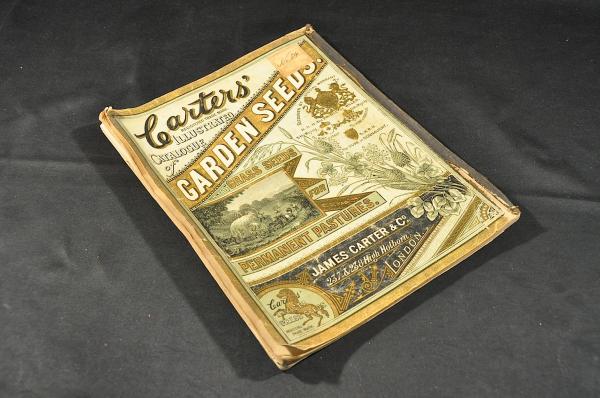 Carters'
ILLUSTRATED
CATALOGUE
of
GARDEN SEEDS.
GRASS SEEDS
FOR
PERMANENT PASTURES.
JAMES CARTER & Co.
237 & 238 High Holborn,
LONDON.